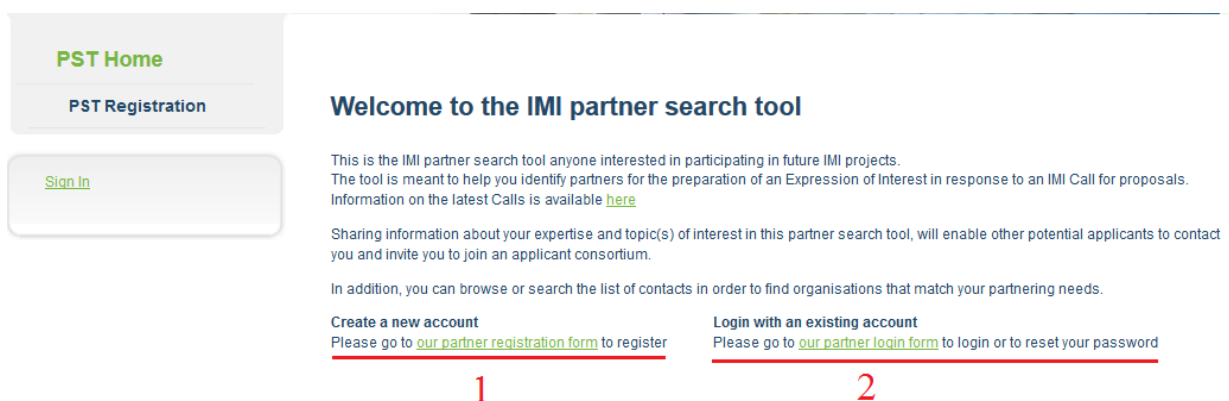 PST Home
PST Registration
Sign In
Welcome to the IMI partner search tool
This is the IMI partner search tool anyone interested in participating in future IMI projects.
The tool is meant to help you identify partners for the preparation of an Expression of Interest in response to an IMI Call for proposals.
Information on the latest Calls is available here
Sharing information about your expertise and topic(s) of interest in this partner search tool, will enable other potential applicants to contact
you and invite you to join an applicant consortium.
In addition, you can browse or search the list of contacts in order to find organisations that match your partnering needs.
Create a new account
Please go to our partner registration form to register
1
Login with an existing account
Please go to our partner login form to login or to reset your password
2